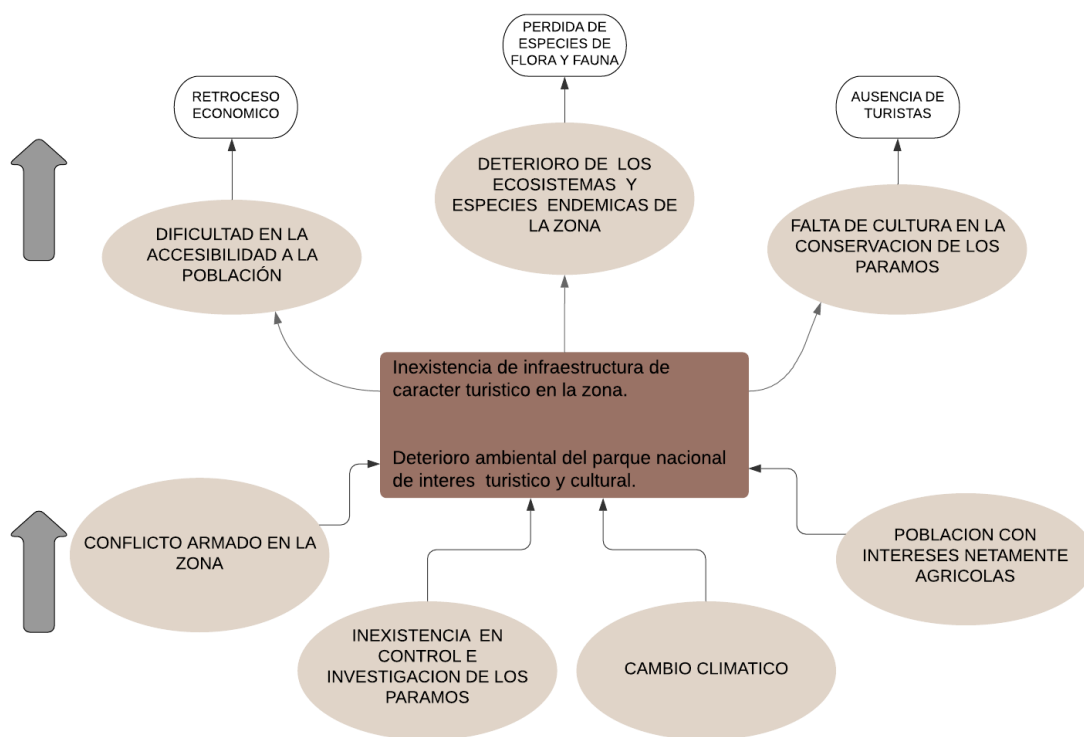 PERDIDA DE
ESPECIES DE
FLORA Y FAUNA
RETROCESO
ECONOMICO
AUSENCIA DE
TURISTAS
DETERIORO DE LOS
ECOSISTEMAS Y
ESPECIES ENDEMICAS DE
LA ZONA
DIFICULTAD EN LA
ACCESIBILIDAD A LA
POBLACIÓN
FALTA DE CULTURA EN LA
CONSERVACION DE LOS
PARAMOS
Inexistencia de infraestructura de
caracter turistico en la zona.
Deterioro ambiental del parque nacional
de interes turistico y cultural.
CONFLICTO ARMADO EN LA
ZONA
POBLACION CON
INTERESES NETAMENTE
AGRICOLAS
INEXISTENCIA EN
CONTROL E
INVESTIGACION DE LOS
PARAMOS
CAMBIO CLIMATICO